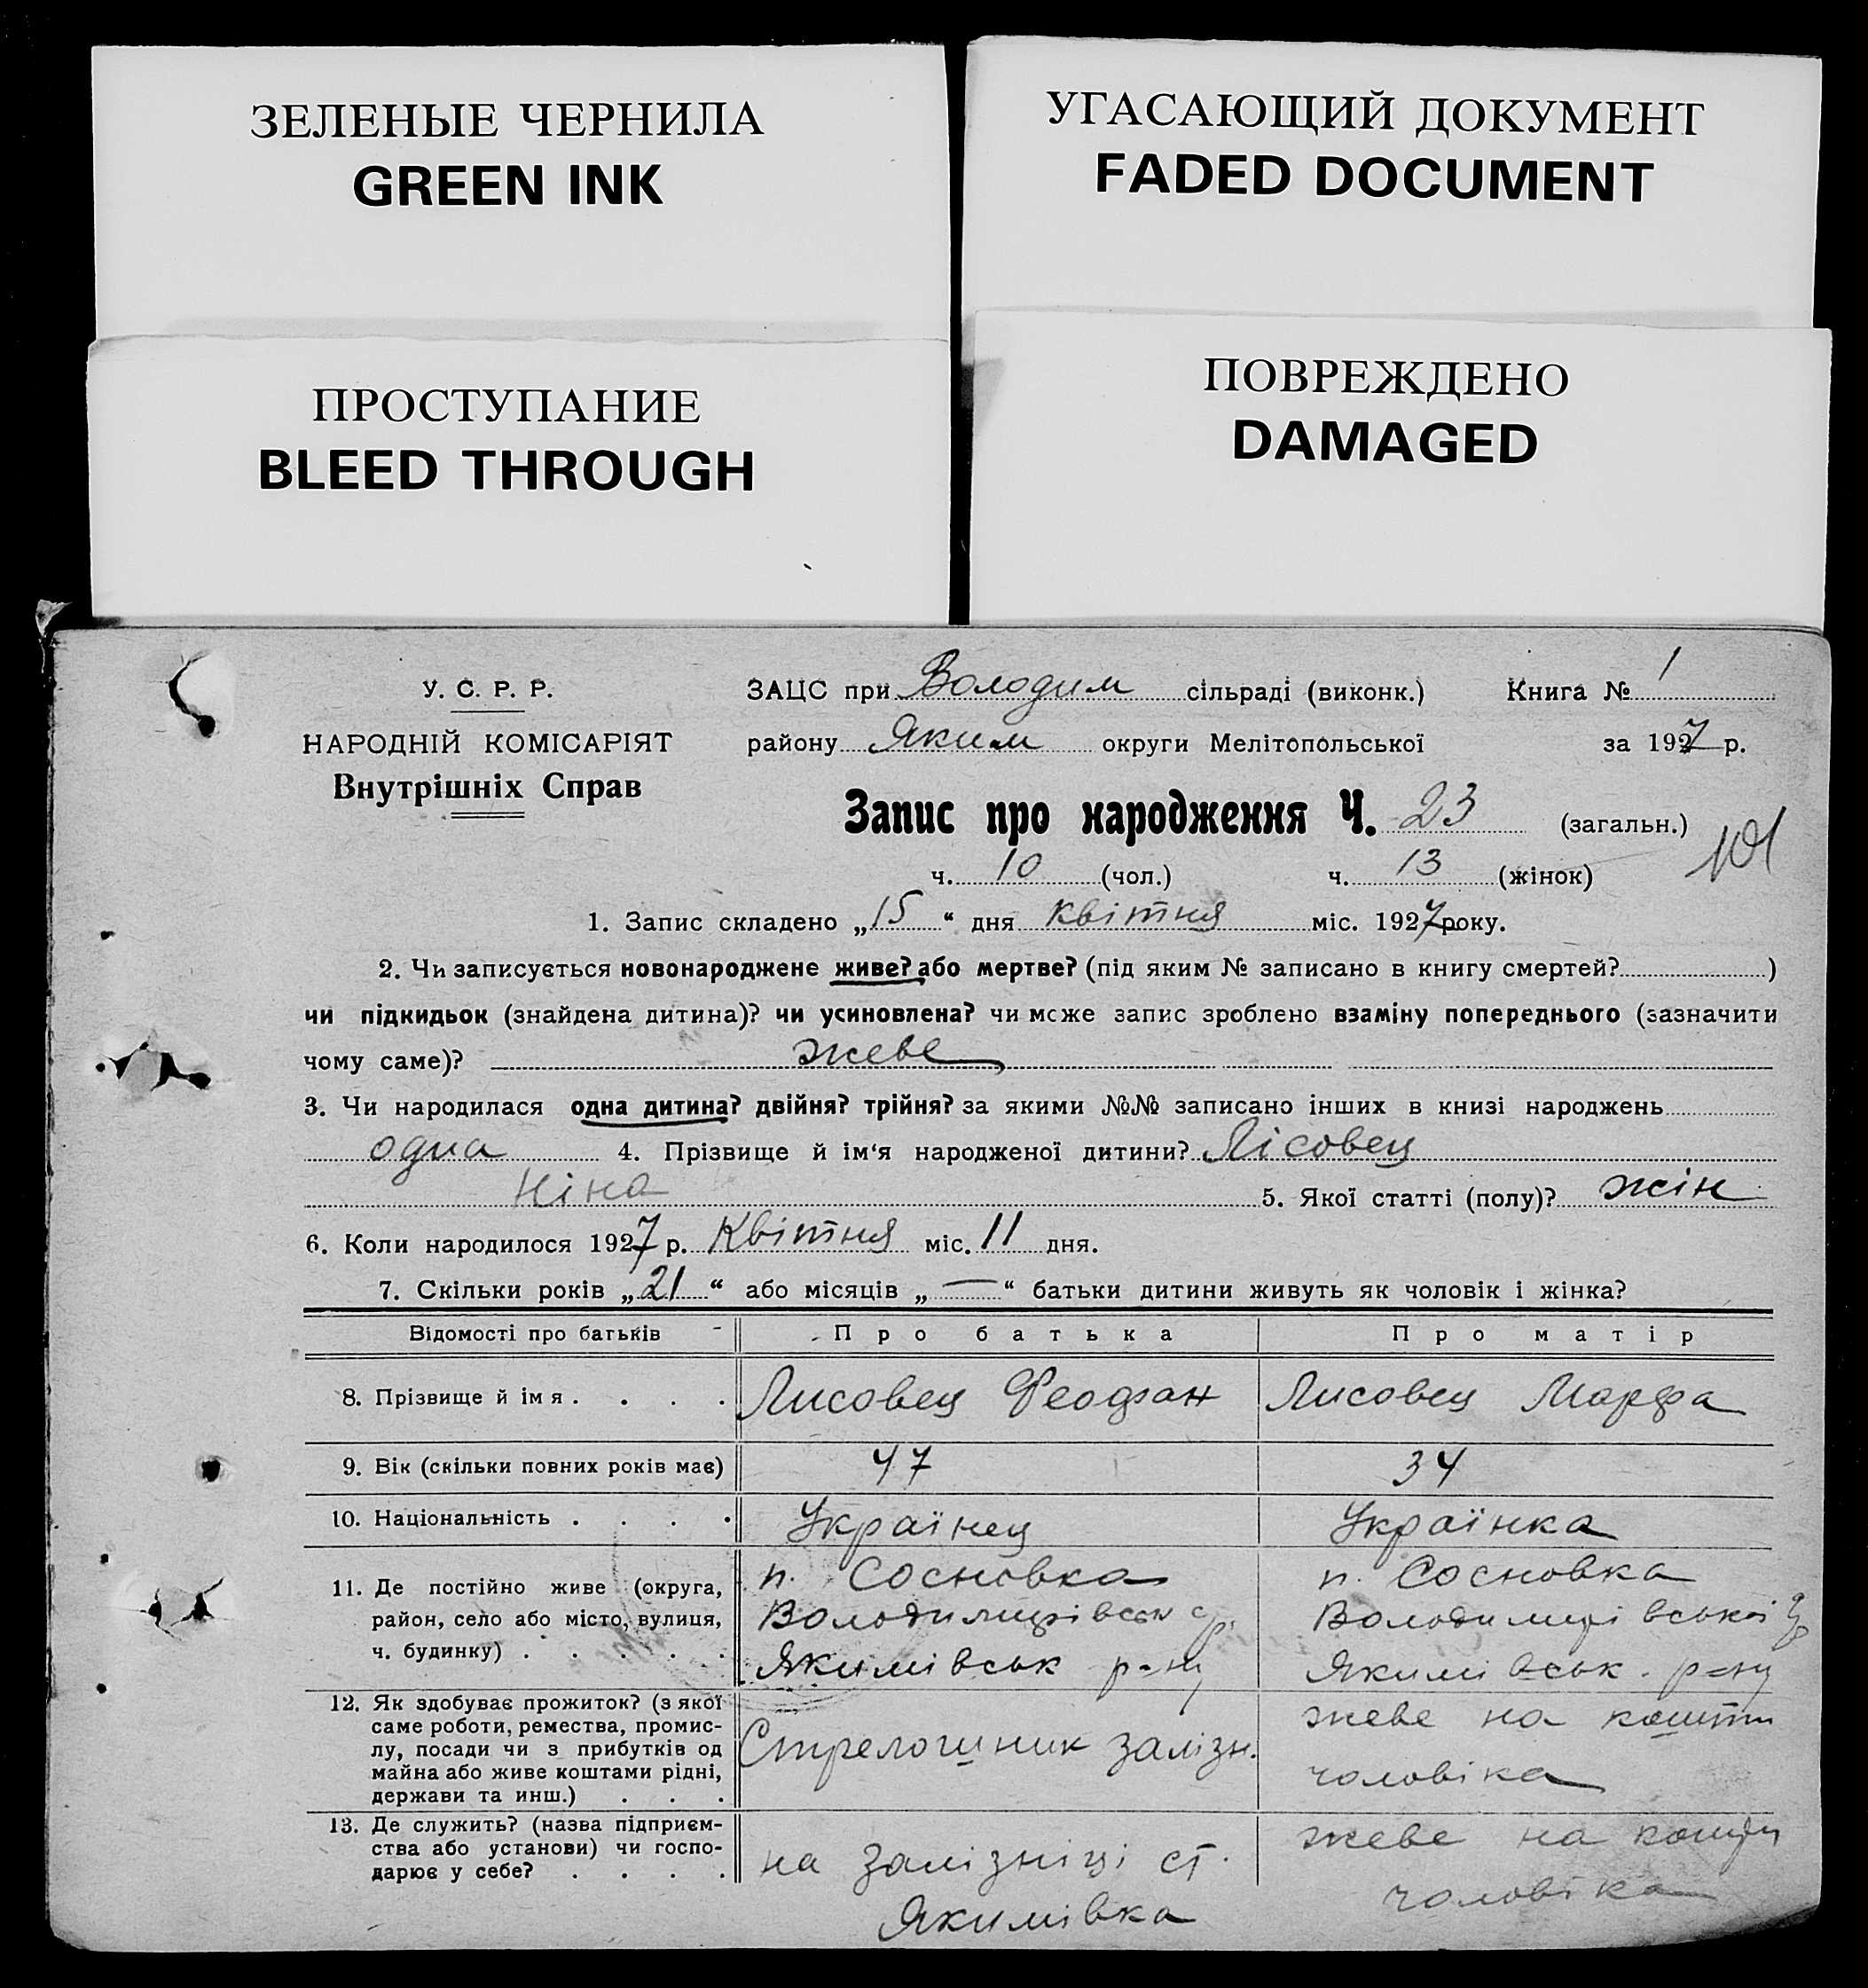 ЗЕЛЕНЫЕ ЧЕРНИЛА
GREEN INK
УГАСАЮЩИЙ ДОКУМЕНТ
FADED DOCUMENT
ПРОСТУПАНИЕ
BLEED THROUGH
ПОВРЕЖДЕНО
DAMAGED
У. С. Р. Р.
НАРОДНІЙ КОМІСАРІЯТ
Внутрішніх Справ
ЗАЦС при Володим сільраді (виконк.) Книга № 1
району Яким округи Мелітопольської за 1927 р.
Запис про народження Ч. 23 (загальн.)
101
ч. 10 (чол.) ч. 13 (жінок)
1. Запис складено „15“ дня квітня міс. 1927 року.
2. Чи записується новонароджене живе? або мертве? (під яким № записано в книгу смертей? )
чи підкидьок (знайдена дитина)? чи усиновлена? чи може запис зроблено взаміну попереднього (зазначити
чому саме)? жеве
3. Чи народилася одна дитина? двійня? трійня? за якими №№ записано інших в книзі народжень
одна 4. Прізвище й ім‘я народженої дитини? Лісовец
Ніна 5. Якої статті (полу)? жін
6. Коли народилося 1927 р. Квітня міс. 11 дня.
7. Скільки років „21“ або місяців „—“ батьки дитини живуть як чоловік і жінка?
Відомості про батьків Про батька Про матір
8. Прізвище й імя . . . . Лисовец Феофан Лисовец Марфа
9. Вік (скільки повних років має) 47 34
10. Національність . . . . Українец Українка
11. Де постійно живе (округа,
район, село або місто, вулиця,
ч. будинку) . . . . .
п. Сосновка
Якимівськ р-ну
п. Сосновка
Володимирівської
Якимівськ. р-ну
12. Як здобуває прожиток? (з якої
саме роботи, ремества, промис-
лу, посади чи з прибутків од
майна або живе коштами рідні,
держави та инш.) . . .
залізн.
жеве на кошти
чоловіка
13. Де служить? (назва підприєм-
ства або установи) чи госпо-
дарює у себе? . . . .
на залізниці ст.
Якимівка
жеве на кошти
чоловіка